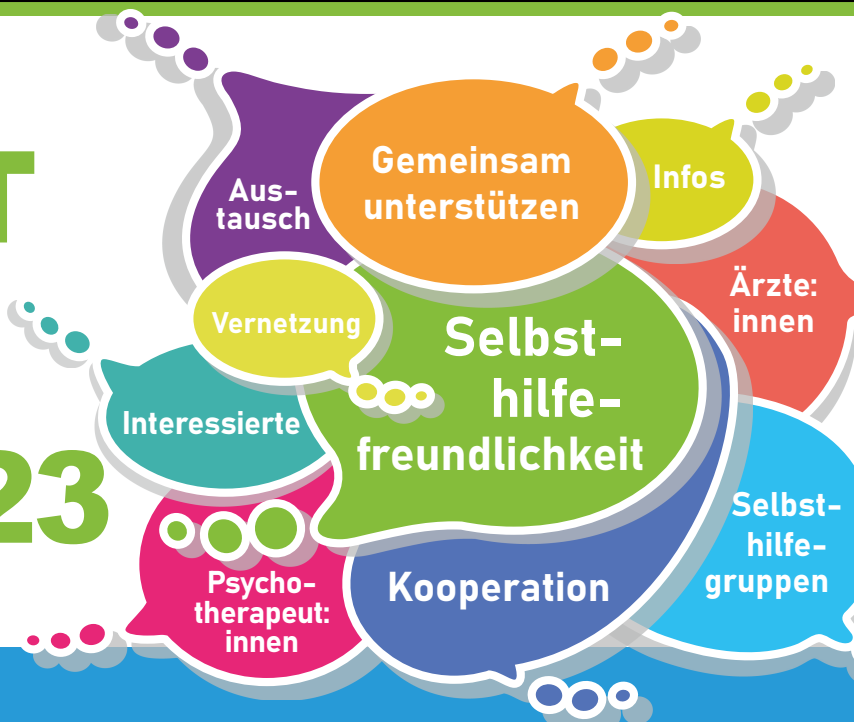 T
23
Aus-
tausch
Gemeinsam
unterstützen
Infos
Ärzte:
innen
Vernetzung
Selbst-
hilfe-
freundlichkeit
Interessierte
Selbst-
hilfe-
gruppen
Psycho-
therapeut:
innen
Kooperation